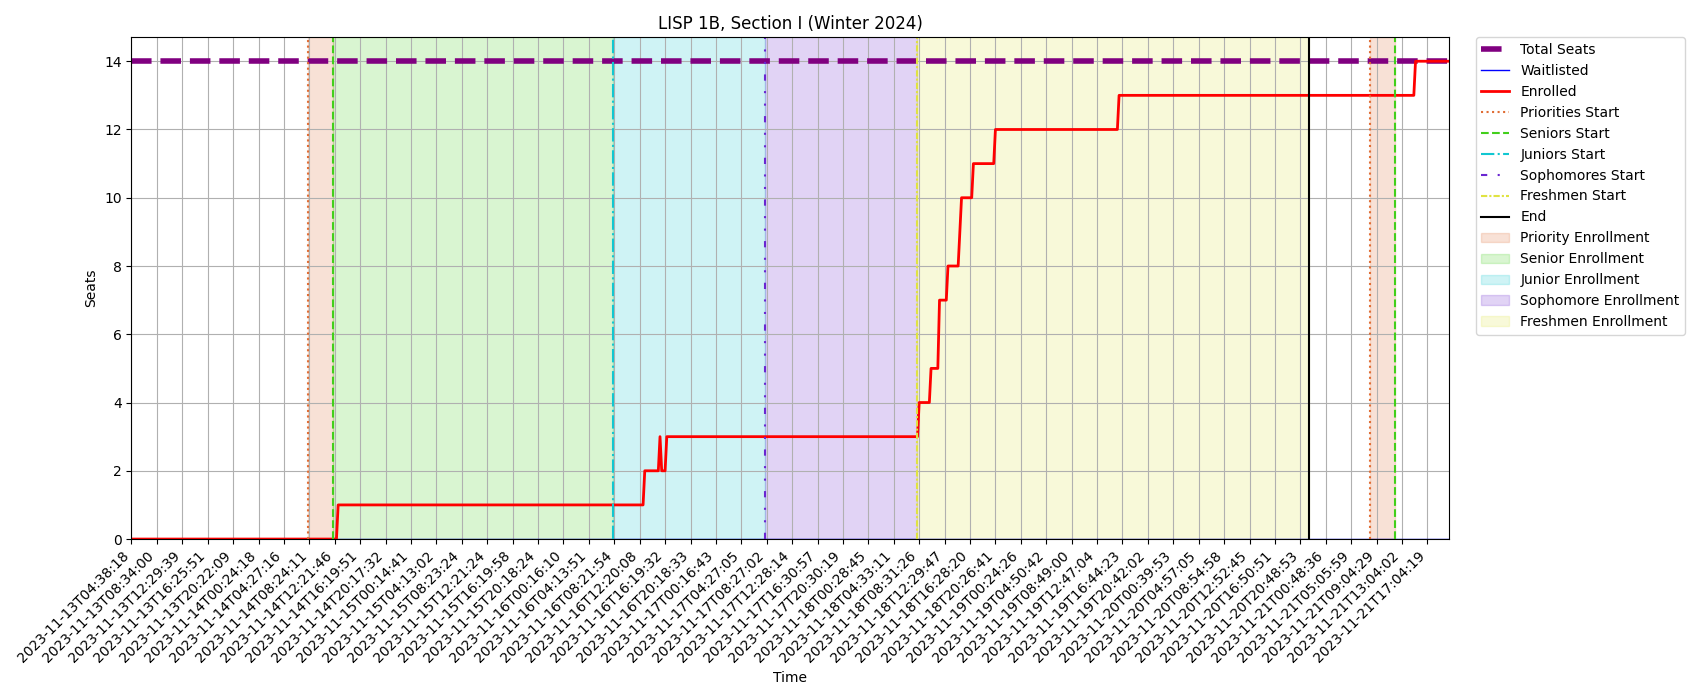 LISP 1B, Section I (Winter 2024)
14
12
10
8
6
4
2
0
Seats
2023-11-13T04:38:18
2023-11-13T08:34:00
2023-11-13T12:29:39
2023-11-13T16:25:51
2023-11-13T20:22:09
2023-11-14T00:24:18
2023-11-14T04:27:16
2023-11-14T08:24:11
2023-11-14T12:21:46
2023-11-14T16:19:51
2023-11-14T20:17:32
2023-11-15T00:14:41
2023-11-15T04:13:02
2023-11-15T08:23:24
2023-11-15T12:21:24
2023-11-15T16:19:58
2023-11-15T20:18:24
2023-11-16T00:16:10
2023-11-16T04:13:51
2023-11-16T08:21:54
2023-11-16T12:20:08
2023-11-16T16:19:32
2023-11-16T20:18:33
2023-11-17T00:16:43
2023-11-17T04:27:05
2023-11-17T08:27:02
2023-11-17T12:28:14
2023-11-17T16:30:57
2023-11-17T20:30:19
2023-11-18T00:28:45
2023-11-18T04:33:11
2023-11-18T08:31:26
2023-11-18T12:29:47
2023-11-18T16:28:20
2023-11-18T20:26:41
2023-11-19T00:24:26
2023-11-19T04:50:42
2023-11-19T08:49:00
2023-11-19T12:47:04
2023-11-19T16:44:23
2023-11-19T20:42:02
2023-11-20T00:39:53
2023-11-20T04:57:05
2023-11-20T08:54:58
2023-11-20T12:52:45
2023-11-20T16:50:51
2023-11-20T20:48:53
2023-11-21T00:48:36
2023-11-21T05:05:59
2023-11-21T09:04:29
2023-11-21T13:04:02
2023-11-21T17:04:19
Time
Total Seats
Waitlisted
Enrolled
Priorities Start
Seniors Start
Juniors Start
Sophomores Start
Freshmen Start
End
Priority Enrollment
Senior Enrollment
Junior Enrollment
Sophomore Enrollment
Freshmen Enrollment